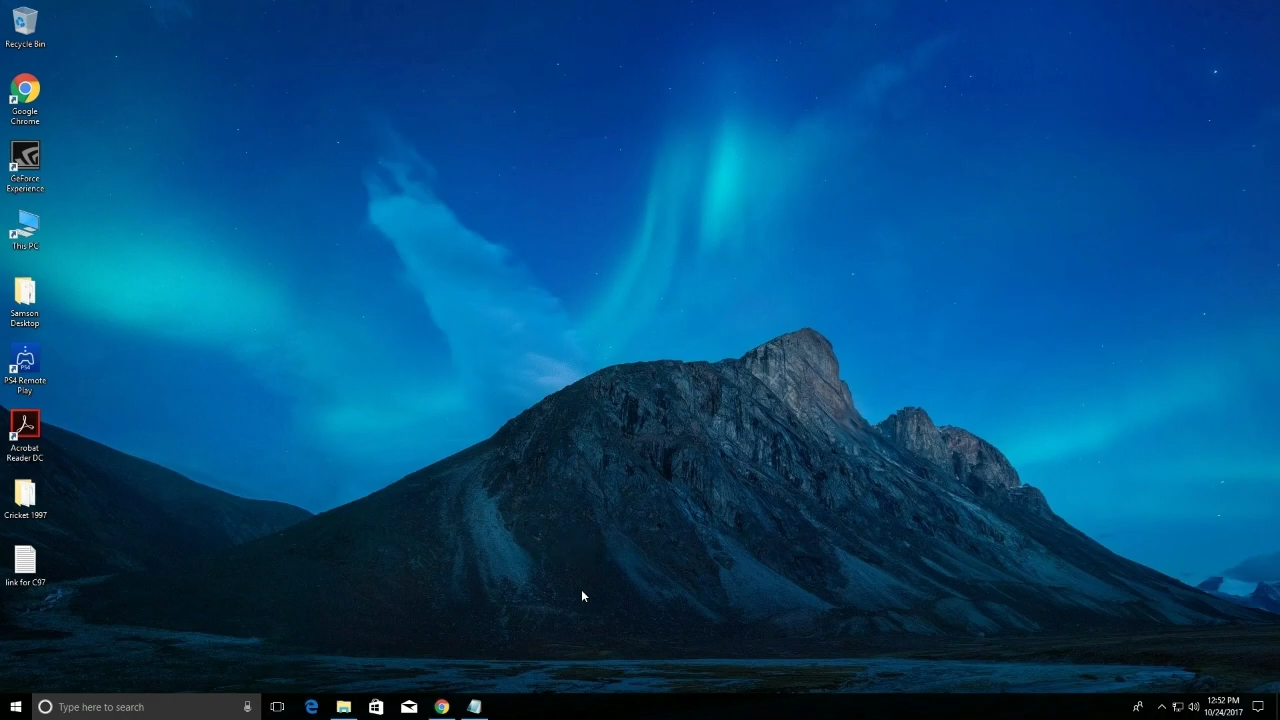 Recycle Bin
Google
Chrome
GeForce
Experience
This PC
Samson
Desktop
PS4
PS4 Remote
Play
Acrobat
Reader DC
Cricket 1997
link for C97
Type here to search
12:52 PM
10/24/2017